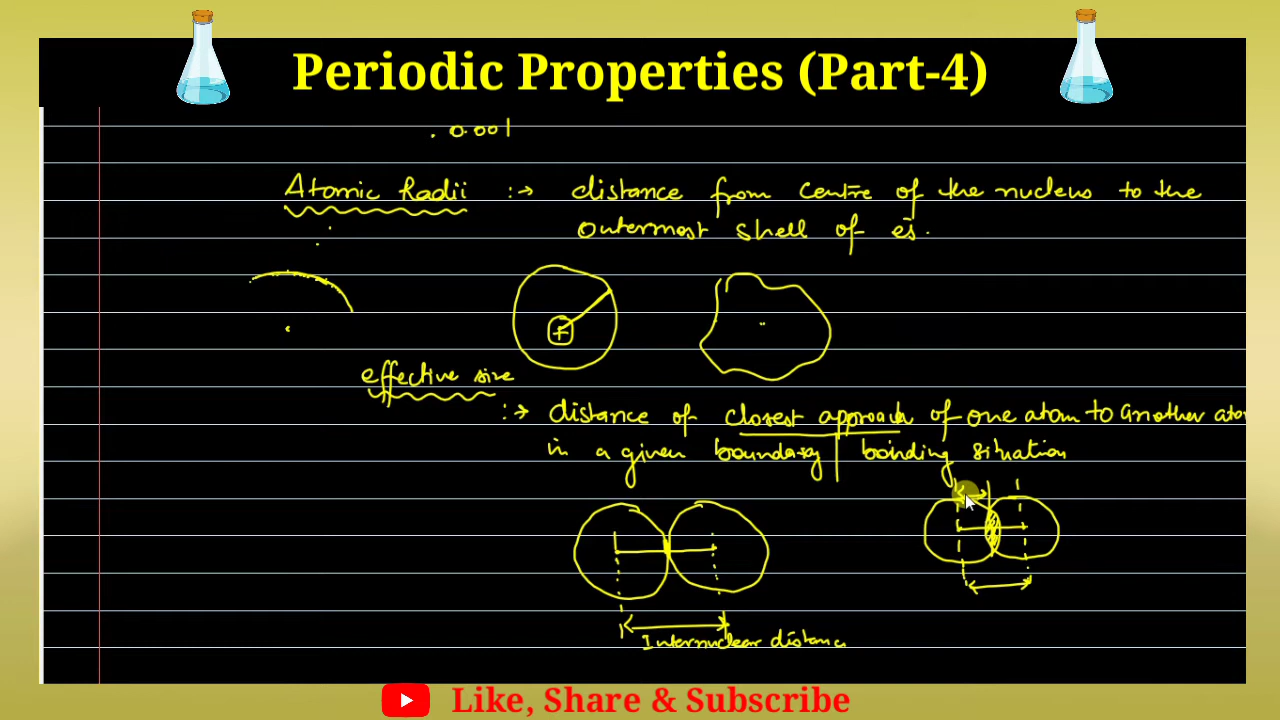 Periodic Properties (Part-4)
. 0.001
Atomic Radii :→ distance from centre of the nucleus to the
outermost shell of es.
+
effective size
:→ distance of closest approach of one atom to another ato
in a given boundary | bonding situation
Internuclear distanc
Like, Share & Subscribe